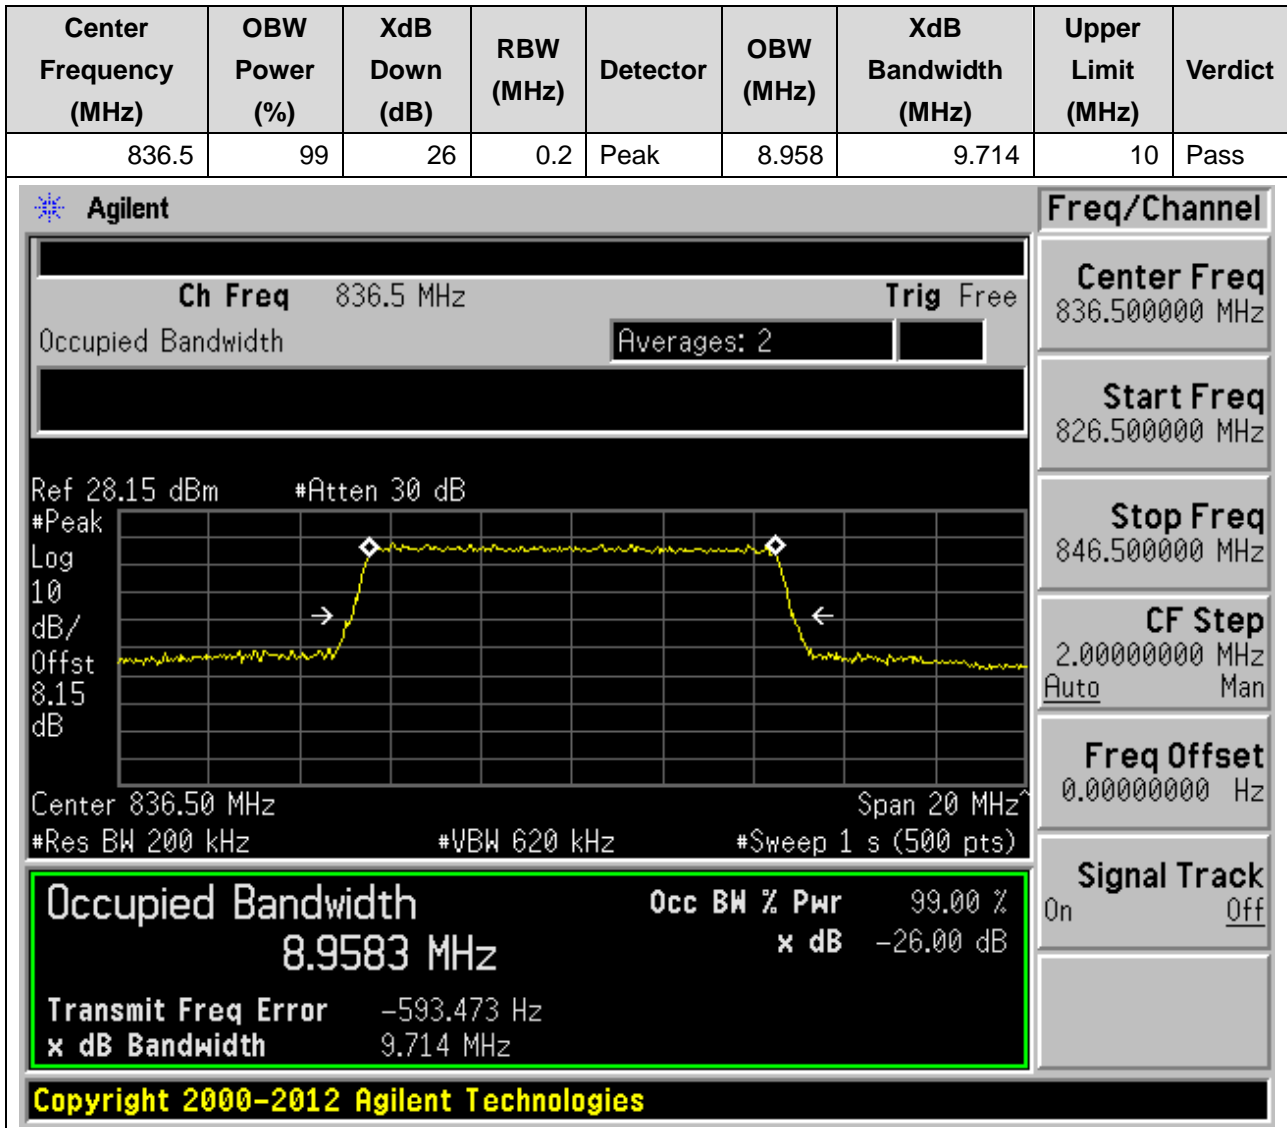 Center Frequency (MHz) OBW Power (%) XdB Down (dB) RBW (MHz) Detector OBW (MHz) XdB Bandwidth (MHz) Upper Limit (MHz) Verdict
836.5 99 26 0.2 Peak 8.958 9.714 10 Pass
Agilent
Freq/Channel
Ch Freq 836.5 MHz Trig Free
Occupied Bandwidth Averages: 2
Center Freq
836.500000 MHz
Start Freq
826.500000 MHz
Stop Freq
846.500000 MHz
CF Step
2.00000000 MHz
Auto Man
Freq Offset
0.00000000 Hz
Signal Track
On Off
Ref 28.15 dBm #Atten 30 dB
#Peak
Log
10
dB/
Offst
8.15
dB
Center 836.50 MHz Span 20 MHz^
#Res BW 200 kHz #VBW 620 kHz #Sweep 1 s (500 pts)
Occupied Bandwidth Occ BW % Pwr 99.00 %
8.9583 MHz x dB -26.00 dB
Transmit Freq Error -593.473 Hz
x dB Bandwidth 9.714 MHz
Copyright 2000-2012 Agilent Technologies